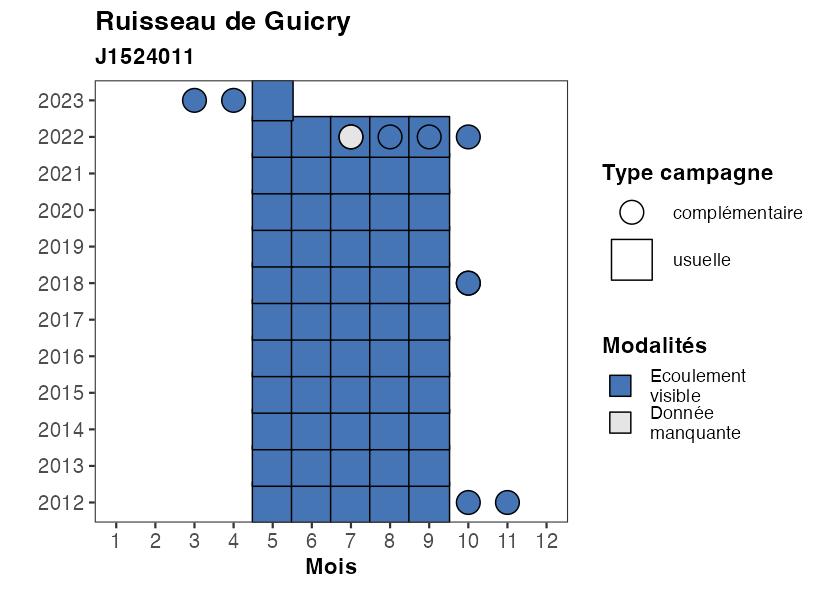 Ruisseau de Guicry
J1524011
2023
2022
2021
2020
2019
2018
2017
2016
2015
2014
2013
2012
1 2 3 4 5 6 7 8 9 10 11 12
Mois
Type campagne
complémentaire
usuelle
Modalités
Ecoulement
visible
Donnée
manquante